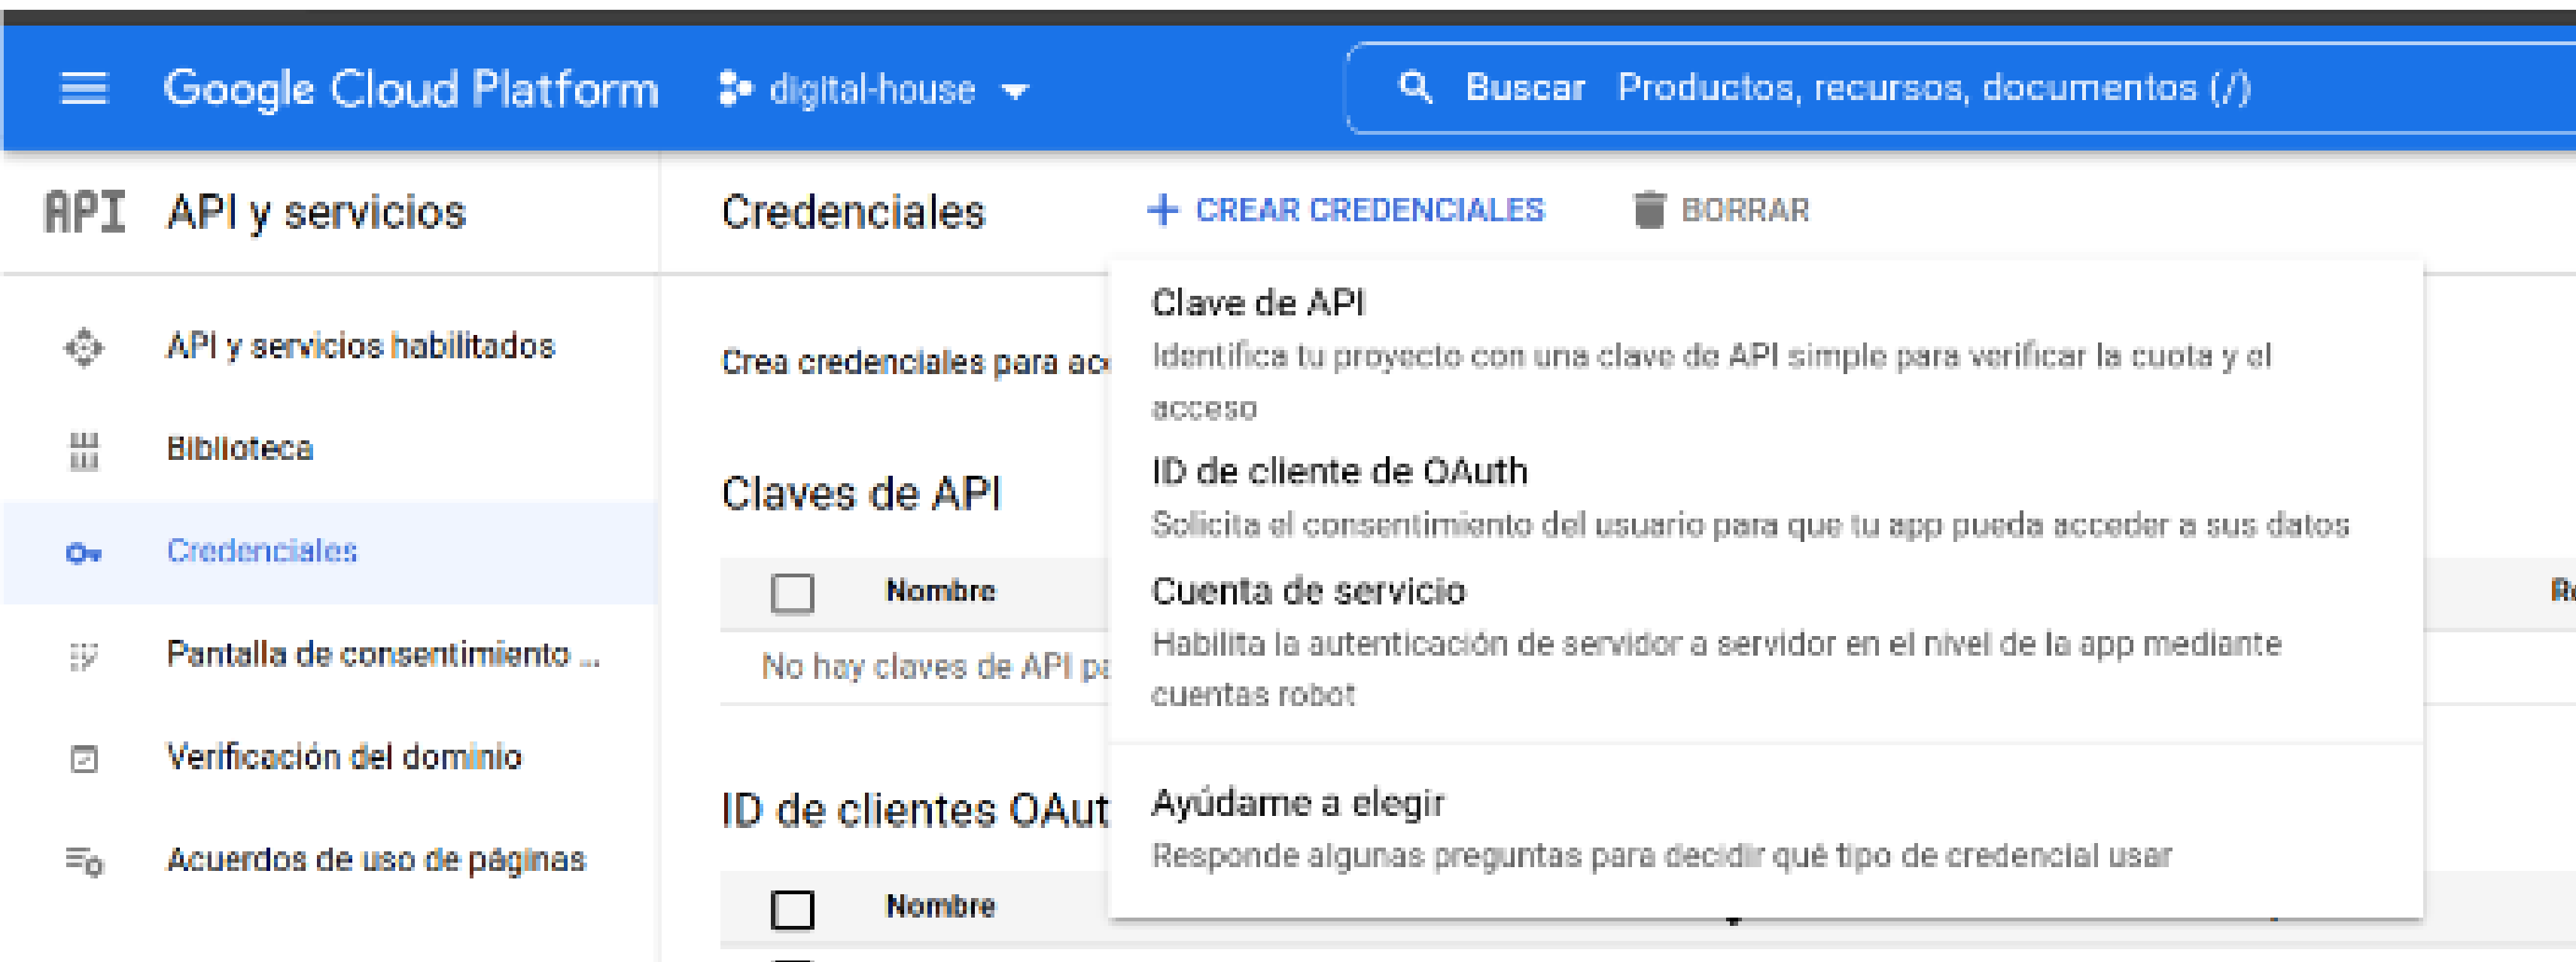 Google Cloud Platform digital-house Buscar Productos, recursos, documentos (/)
API API y servicios Credenciales + CREAR CREDENCIALES BORRAR
API y servicios habilitados
Biblioteca
Credenciales
Pantalla de consentimiento ...
Verificación del dominio
Acuerdos de uso de páginas
Crea credenciales para
Claves de API
Nombre
No hay claves de API
ID de clientes
Nombre
Clave de API
Identifica tu proyecto con una clave de API simple para verificar la cuota y el
acceso
ID de cliente de OAuth
Solicita el consentimiento del usuario para que tu app pueda acceder a sus datos
Cuenta de servicio
Habilita la autenticación de servidor a servidor en el nivel de la app mediante
cuentas robot
Ayúdame a elegir
Responde algunas preguntas para decidir qué tipo de credencial usar